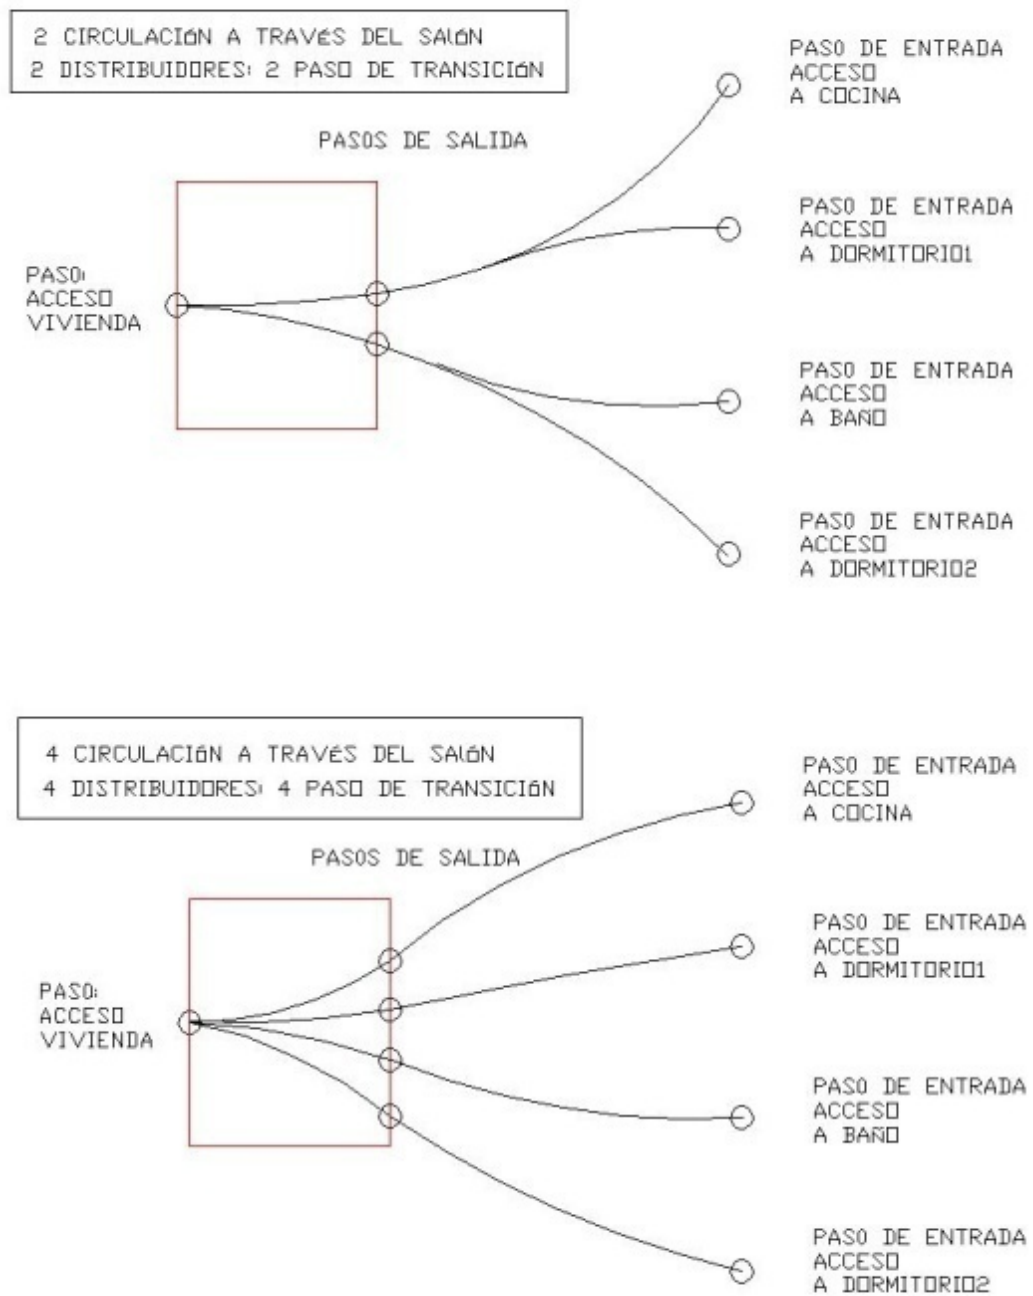 2 CIRCULACIóN A TRAVéS DEL SAlóN
2 DISTRIBUIDORES: 2 PASO DE TRANSICIóN
PASO DE ENTRADA
ACCESO
A COCINA
PASOS DE SALIDA
PASO DE ENTRADA
ACCESO
A DORMITORIO1
PASO:
ACCESO
VIVIENDA
PASO DE ENTRADA
ACCESO
A BAÑO
PASO DE ENTRADA
ACCESO
A DORMITORIO2
4 CIRCULACIóN A TRAVéS DEL SAlóN
4 DISTRIBUIDORES: 4 PASO DE TRANSICIóN
PASO DE ENTRADA
ACCESO
A COCINA
PASOS DE SALIDA
PASO DE ENTRADA
ACCESO
A DORMITORIO1
PASO:
ACCESO
VIVIENDA
PASO DE ENTRADA
ACCESO
A BAÑO
PASO DE ENTRADA
ACCESO
A DORMITORIO2